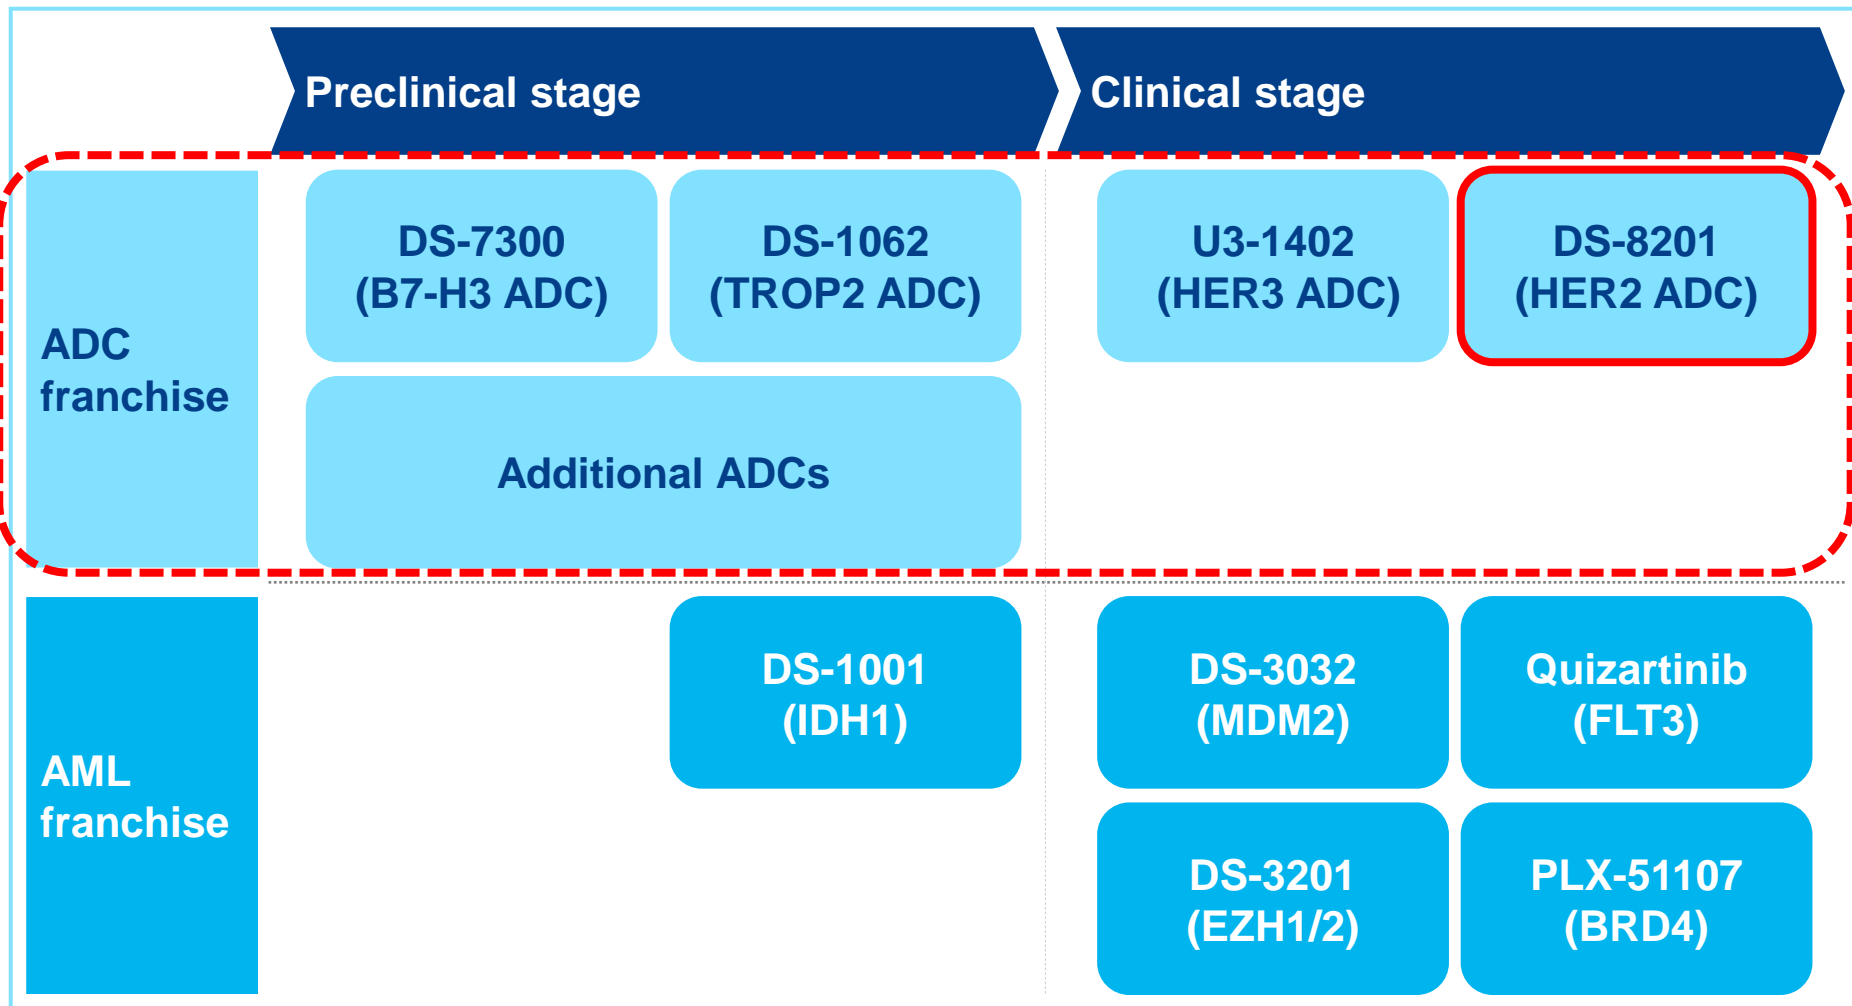 Preclinical stage
Clinical stage
ADC
franchise
DS-7300
(B7-H3 ADC)
DS-1062
(TROP2 ADC)
U3-1402
(HER3 ADC)
DS-8201
(HER2 ADC)
Additional ADCs
AML
franchise
DS-1001
(IDH1)
DS-3032
(MDM2)
Quizartinib
(FLT3)
DS-3201
(EZH1/2)
PLX-51107
(BRD4)